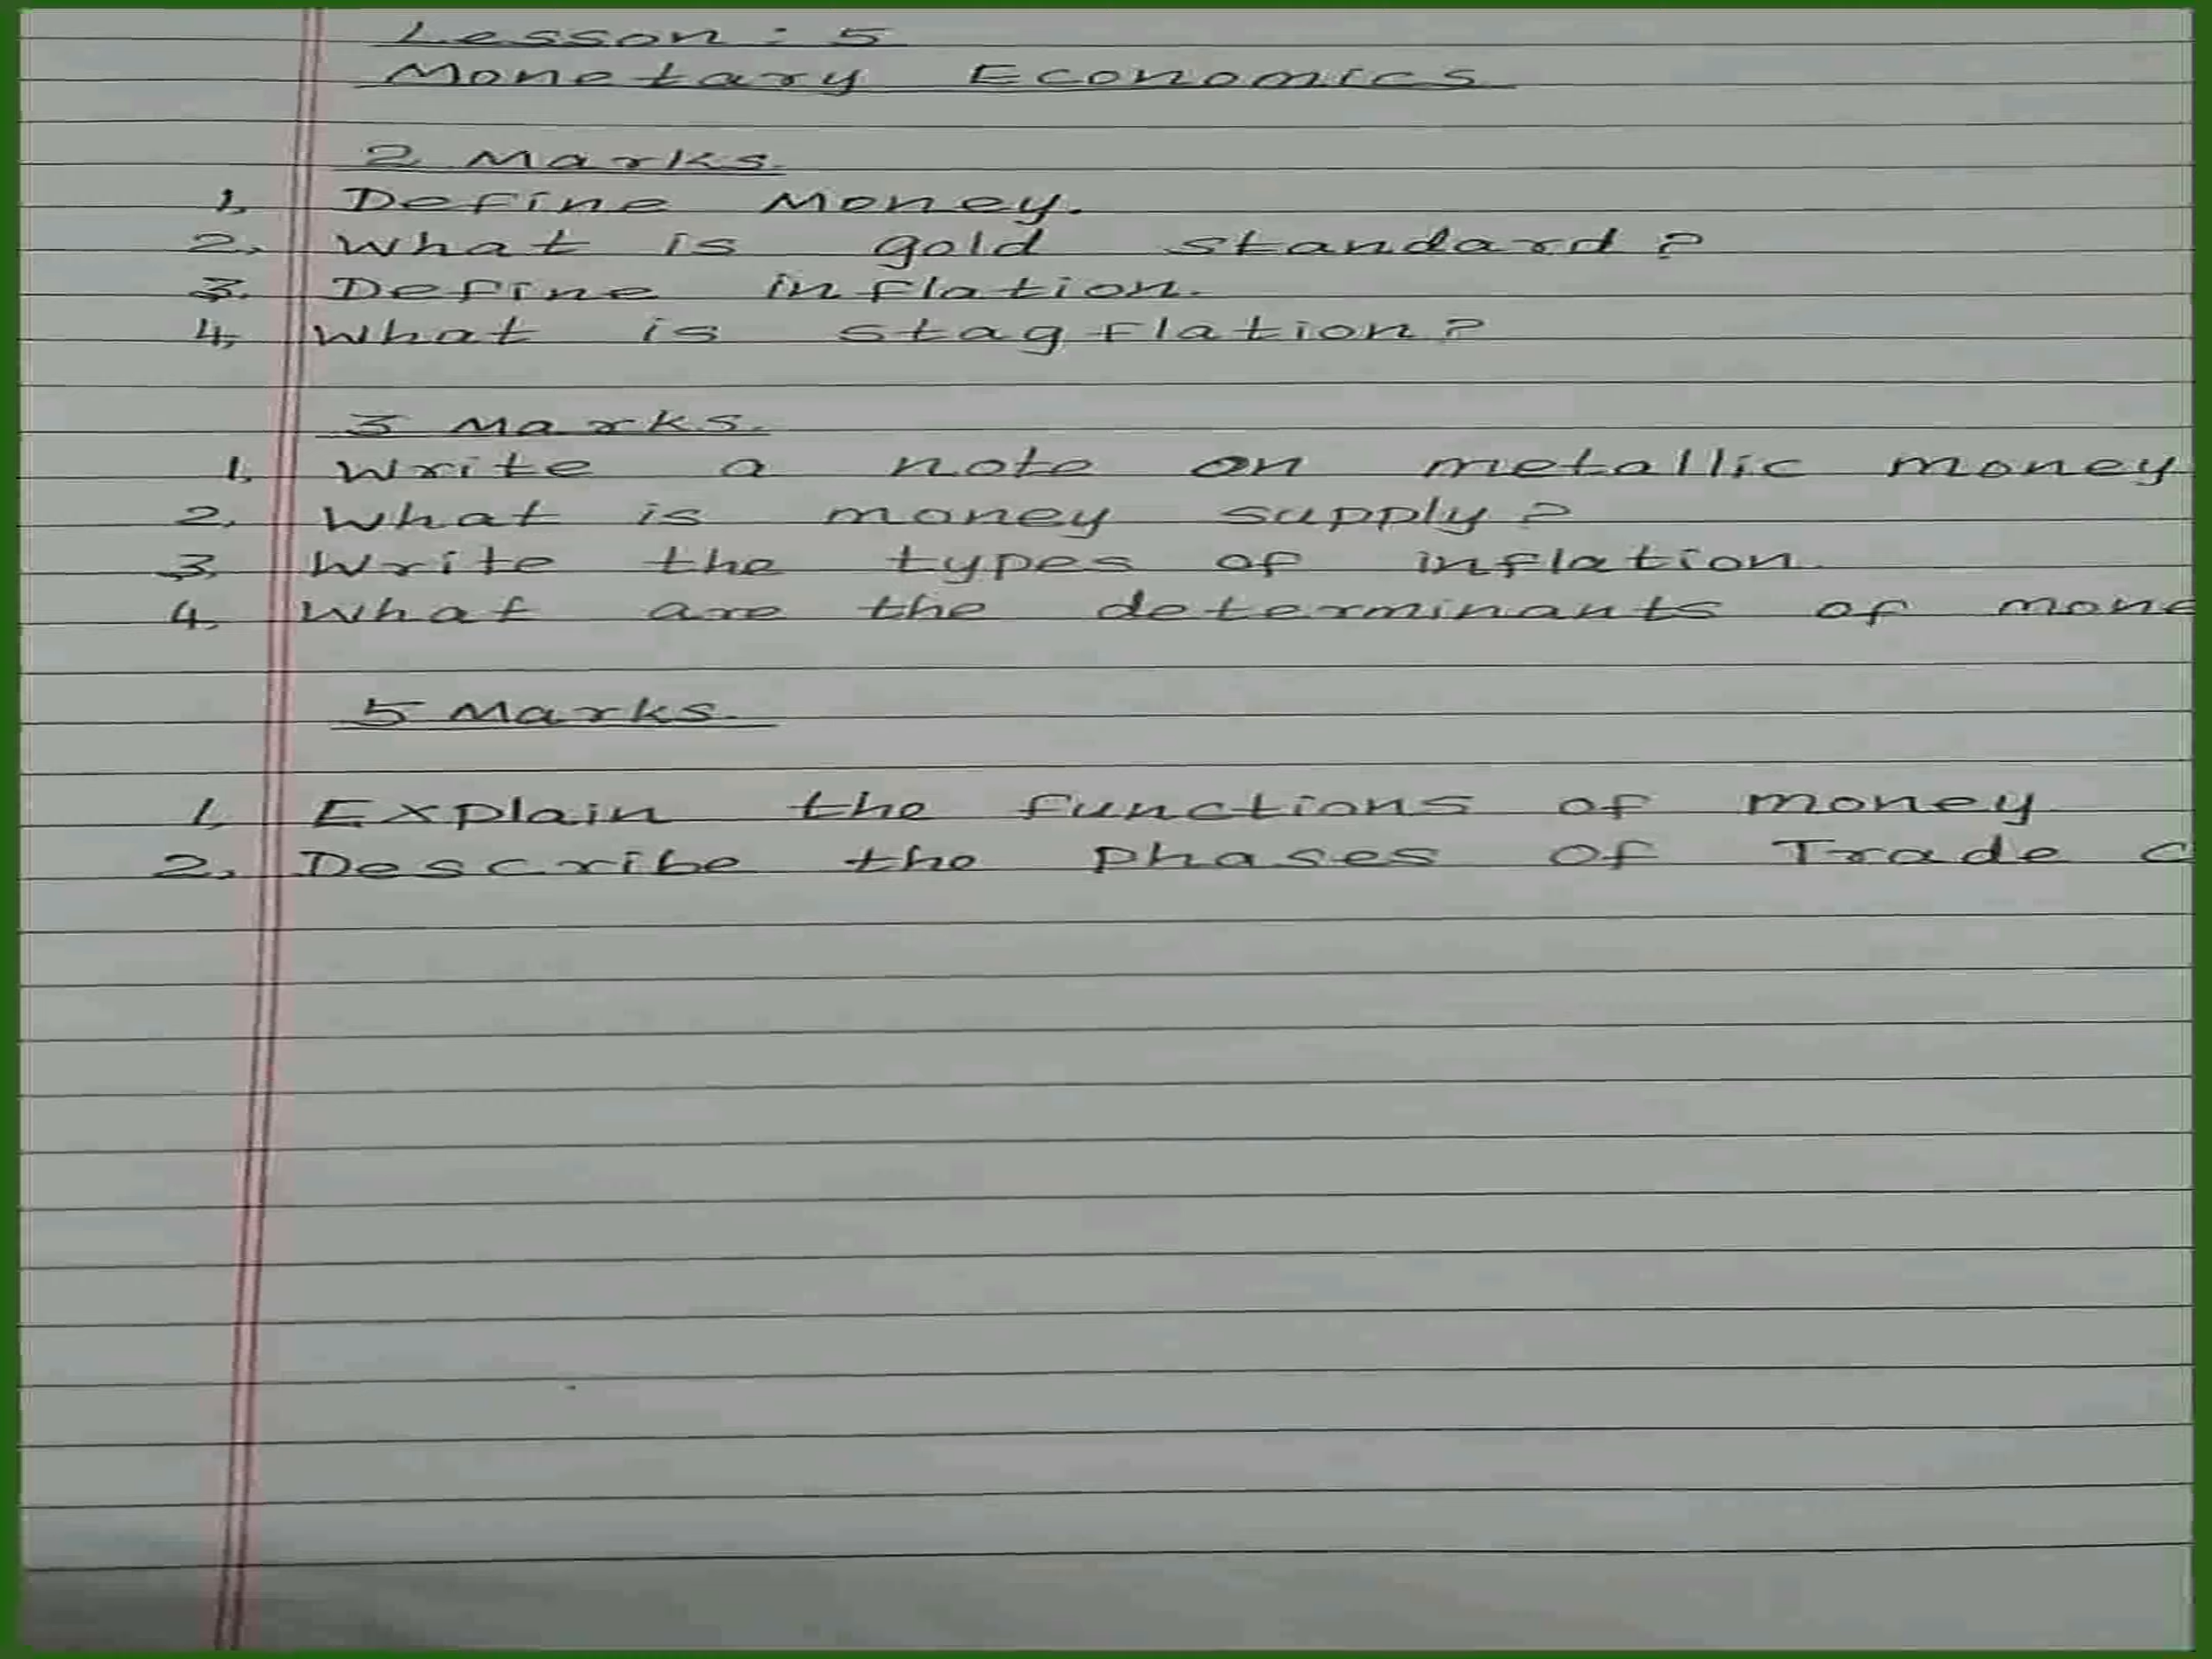 Lesson : 5
Monetary Economics
2 Marks.
1. Define Money.
2. What is gold standard?
3. Define inflation.
4. What is stagflation?
3 Marks.
1. Write a note on metallic money
2. What is money supply?
3. Write the types of inflation.
4. What are the determinants of mone
5 Marks.
1. Explain the functions of money
2. Describe the Phases of Trade c